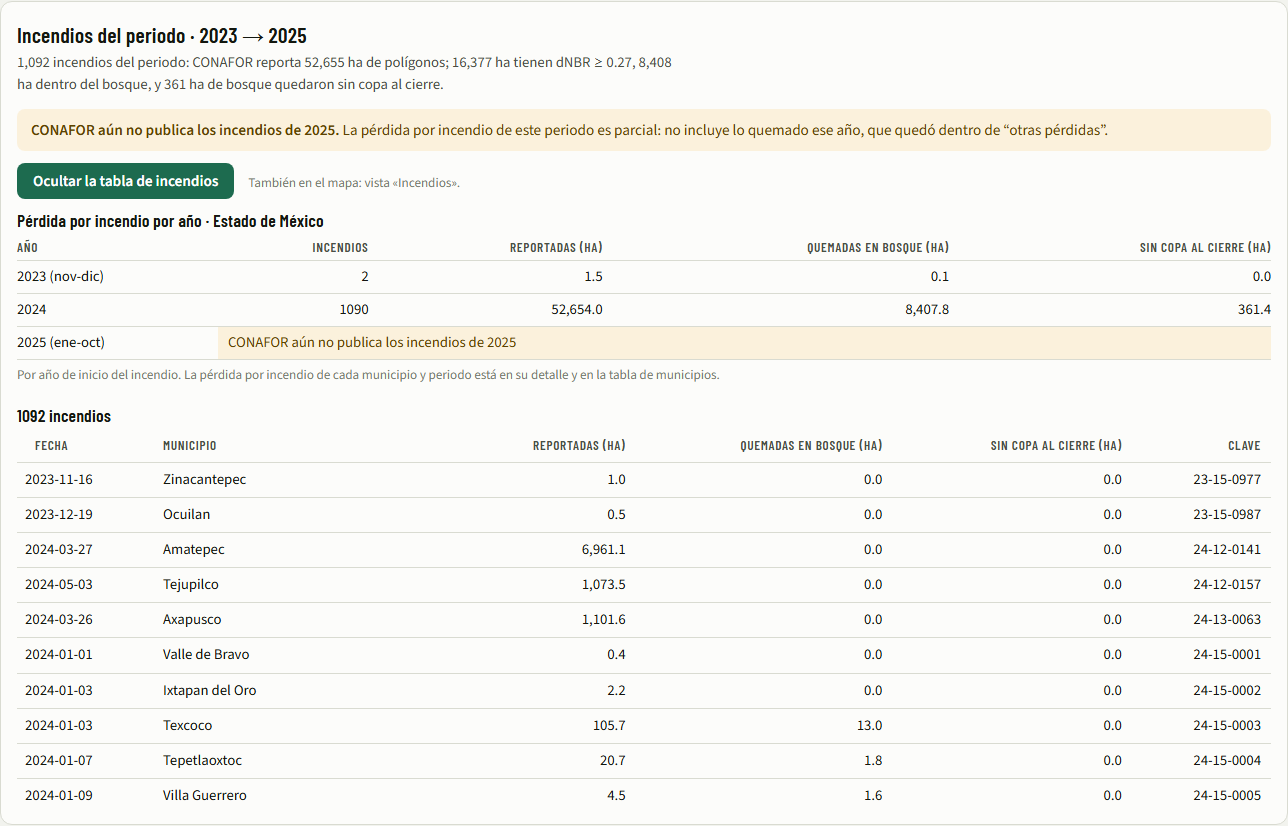 Incendios del periodo · 2023 → 2025
1,092 incendios del periodo: CONAFOR reporta 52,655 ha de polígonos; 16,377 ha tienen dNBR ≥ 0.27, 8,408
ha dentro del bosque, y 361 ha de bosque quedaron sin copa al cierre.
CONAFOR aún no publica los incendios de 2025. La pérdida por incendio de este periodo es parcial: no incluye lo quemado ese año, que quedó dentro de “otras pérdidas”.
Ocultar la tabla de incendios También en el mapa: vista «Incendios».
Pérdida por incendio por año · Estado de México
AÑO INCENDIOS REPORTADAS (HA) QUEMADAS EN BOSQUE (HA) SIN COPA AL CIERRE (HA)
2023 (nov-dic) 2 1.5 0.1 0.0
2024 1090 52,654.0 8,407.8 361.4
2025 (ene-oct) CONAFOR aún no publica los incendios de 2025
Por año de inicio del incendio. La pérdida por incendio de cada municipio y periodo está en su detalle y en la tabla de municipios.
1092 incendios
FECHA MUNICIPIO REPORTADAS (HA) QUEMADAS EN BOSQUE (HA) SIN COPA AL CIERRE (HA) CLAVE
2023-11-16 Zinacantepec 1.0 0.0 0.0 23-15-0977
2023-12-19 Ocuilan 0.5 0.0 0.0 23-15-0987
2024-03-27 Amatepec 6,961.1 0.0 0.0 24-12-0141
2024-05-03 Tejupilco 1,073.5 0.0 0.0 24-12-0157
2024-03-26 Axapusco 1,101.6 0.0 0.0 24-13-0063
2024-01-01 Valle de Bravo 0.4 0.0 0.0 24-15-0001
2024-01-03 Ixtapan del Oro 2.2 0.0 0.0 24-15-0002
2024-01-03 Texcoco 105.7 13.0 0.0 24-15-0003
2024-01-07 Tepetlaoxtoc 20.7 1.8 0.0 24-15-0004
2024-01-09 Villa Guerrero 4.5 1.6 0.0 24-15-0005